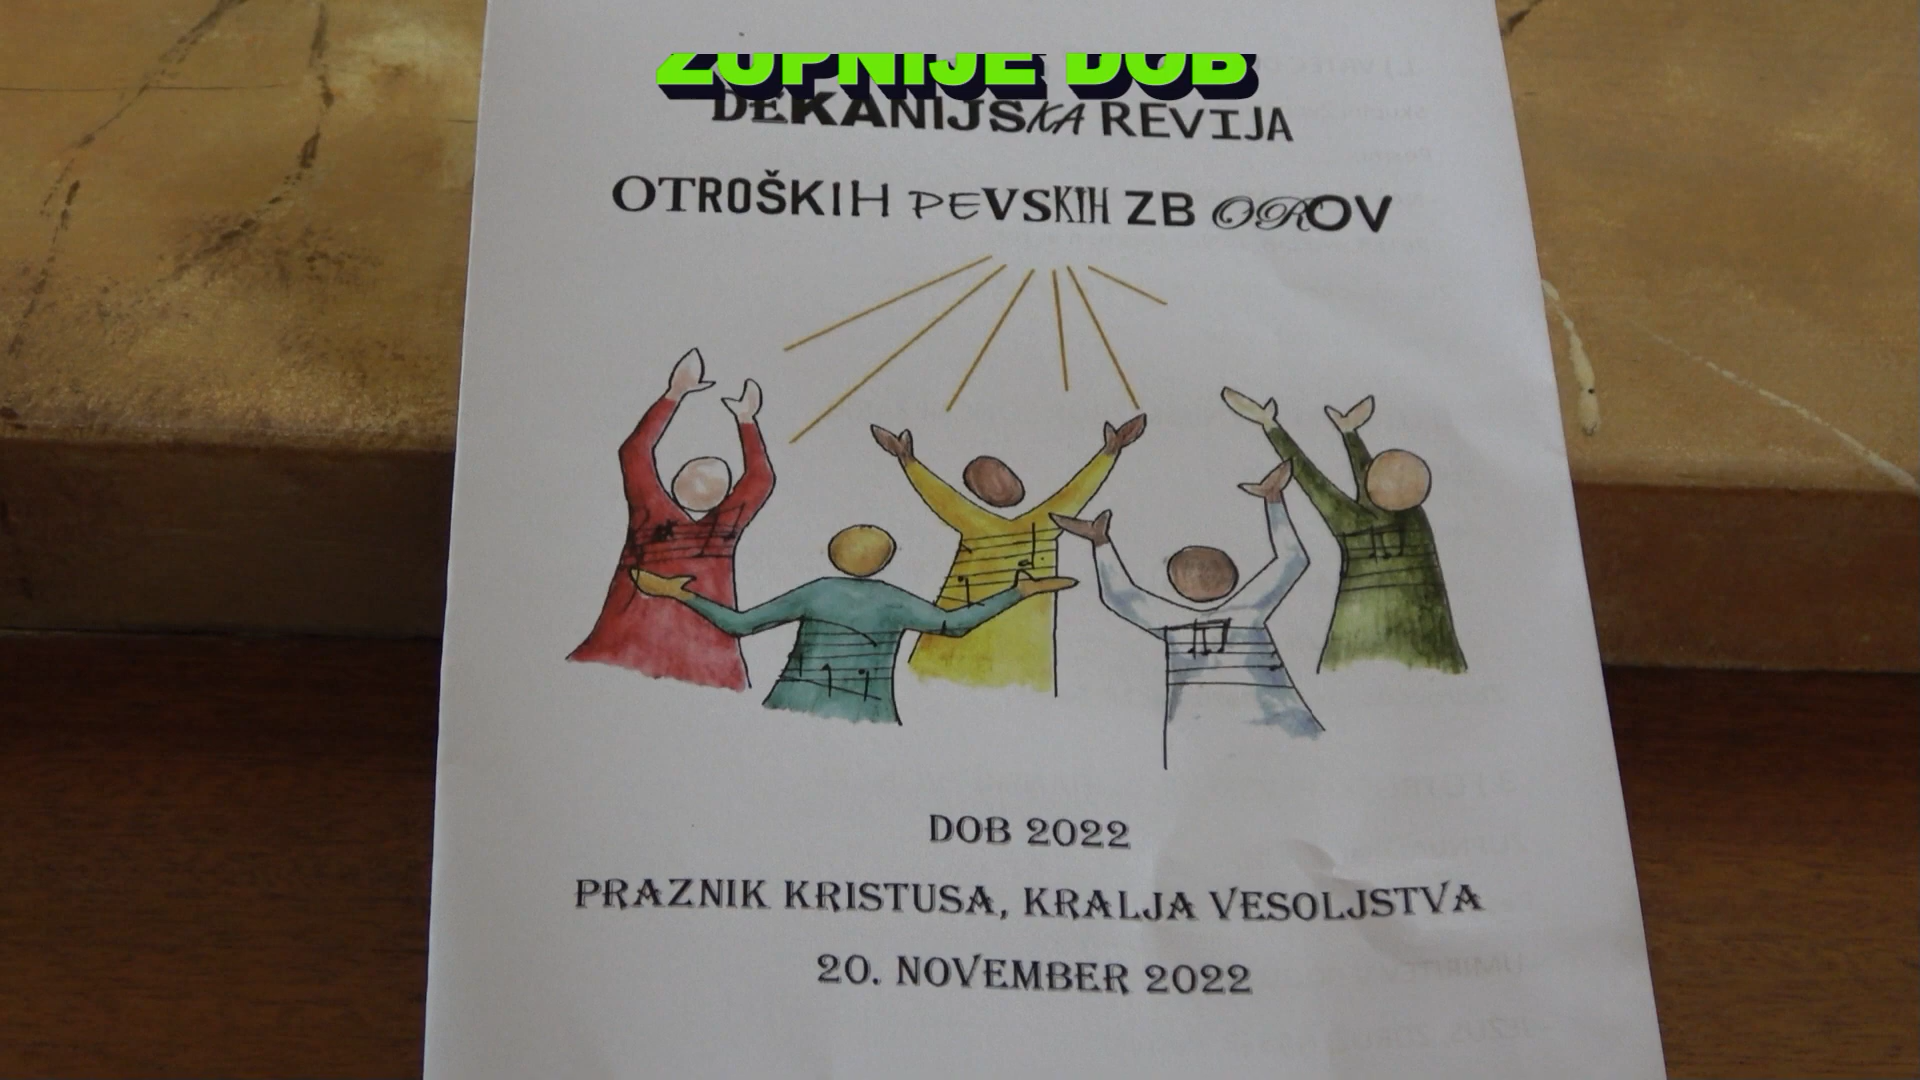 ŽUPNIJE DOB
DEKANIJSKA REVIJA
OTROŠKIH PEVSKIH ZBOROV
DOB 2022
PRAZNIK KRISTUSA, KRALJA VESOLJSTVA
20. NOVEMBER 2022